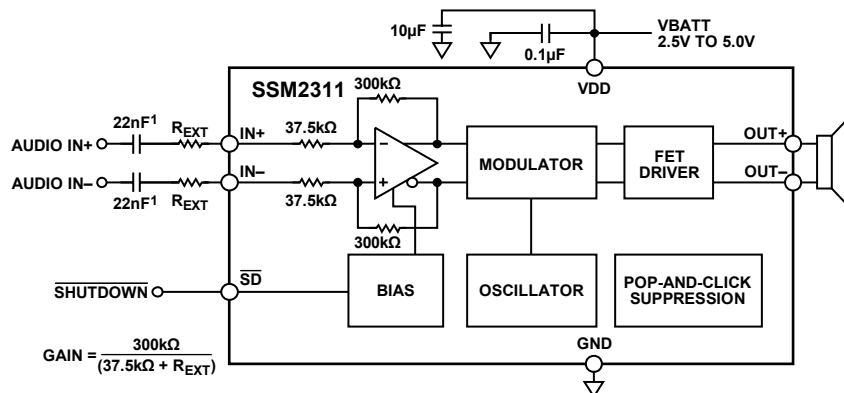 10µF
0.1µF
VBATT
2.5V TO 5.0V
VDD
SSM2311
300kΩ
22nF1
REXT
IN+
37.5kΩ
AUDIO IN+
−
MODULATOR
FET
DRIVER
OUT+
AUDIO IN–
IN–
+
OUT–
22nF1
REXT
37.5kΩ
300kΩ
SHUTDOWN
SD
BIAS
OSCILLATOR
POP-AND-CLICK
SUPPRESSION
GAIN = 300kΩ
(37.5kΩ + REXT)
GND